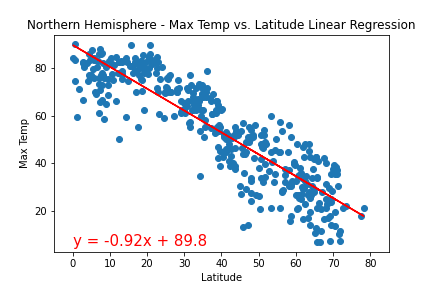 Northern Hemisphere - Max Temp vs. Latitude Linear Regression
80
60
40
20
Max Temp
y = -0.92x + 89.8
0 10 20 30 40 50 60 70 80
Latitude